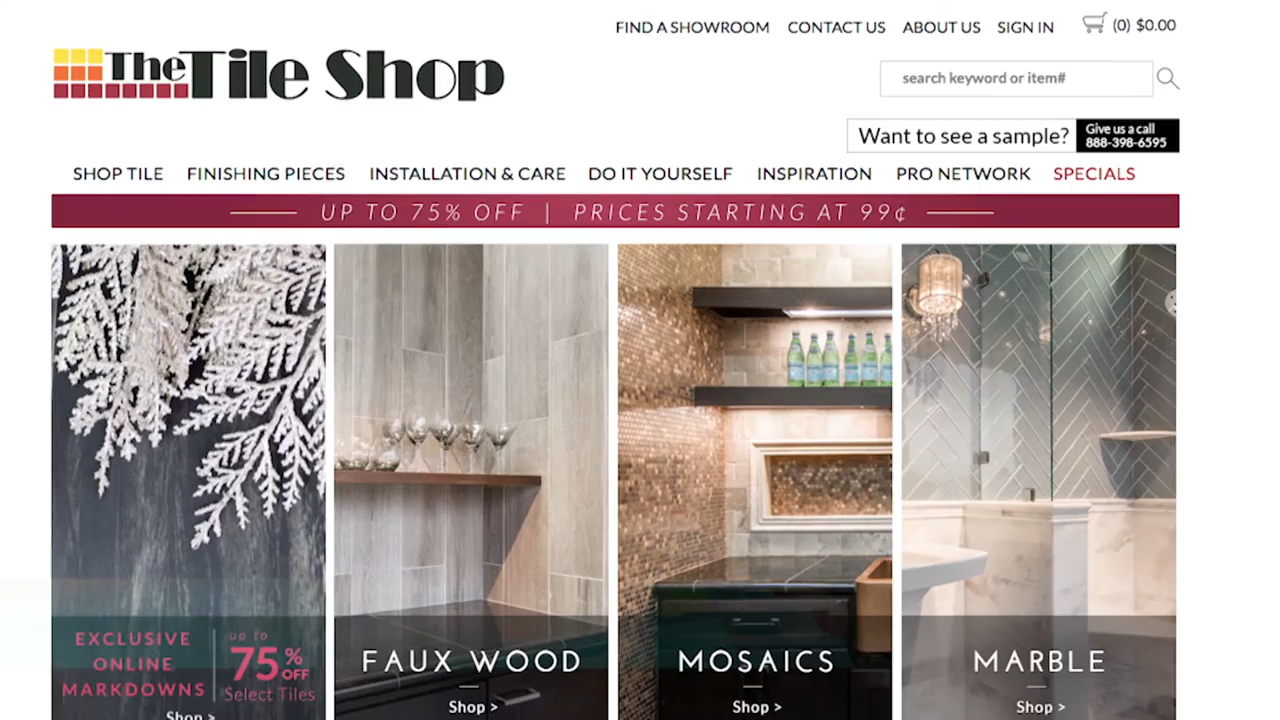 FIND A SHOWROOM CONTACT US ABOUT US SIGN IN (0) $0.00
The Tile Shop
search keyword or item#
Want to see a sample? Give us a call
888-398-6595
SHOP TILE FINISHING PIECES INSTALLATION & CARE DO IT YOURSELF INSPIRATION PRO NETWORK SPECIALS
UP TO 75% OFF | PRICES STARTING AT 99¢
EXCLUSIVE
ONLINE
MARKDOWNS
up to
75% OFF
Select Tiles
Shop >
FAUX WOOD
Shop >
MOSAICS
Shop >
MARBLE
Shop >